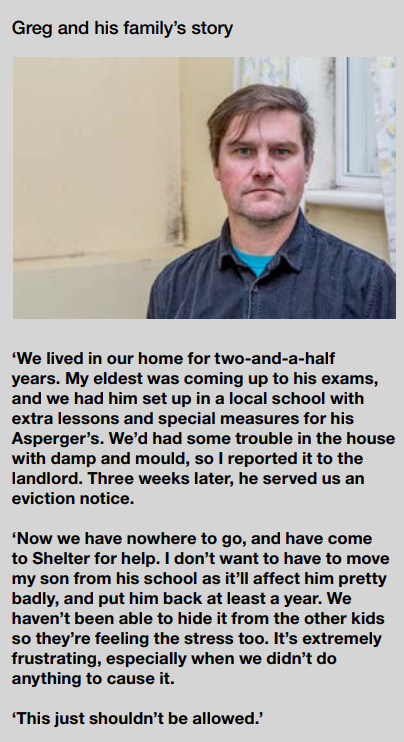 Greg and his family’s story
‘We lived in our home for two-and-a-half
years. My eldest was coming up to his exams,
and we had him set up in a local school with
extra lessons and special measures for his
Asperger’s. We’d had some trouble in the house
with damp and mould, so I reported it to the
landlord. Three weeks later, he served us an
eviction notice.
‘Now we have nowhere to go, and have come
to Shelter for help. I don’t want to have to move
my son from his school as it’ll affect him pretty
badly, and put him back at least a year. We
haven’t been able to hide it from the other kids
so they’re feeling the stress too. It’s extremely
frustrating, especially when we didn’t do
anything to cause it.
‘This just shouldn’t be allowed.’